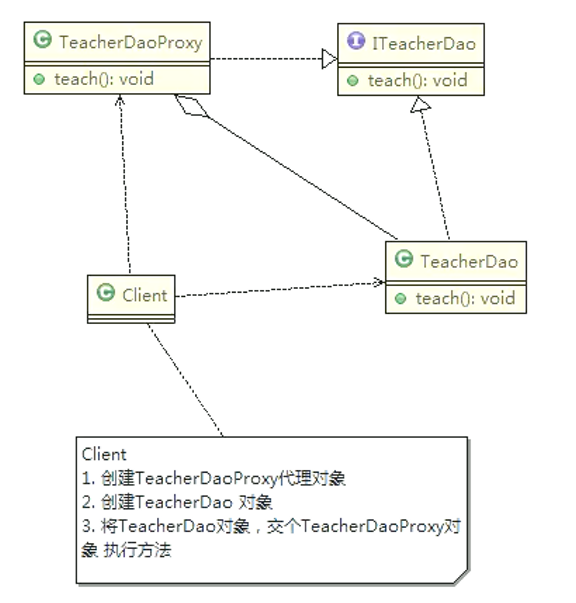 TeacherDaoProxy
teach(): void
ITeacherDao
teach(): void
TeacherDao
teach(): void
Client
Client
1. 创建TeacherDaoProxy代理对象
2. 创建TeacherDao 对象
3. 将TeacherDao对象，交个TeacherDaoProxy对
象 执行方法